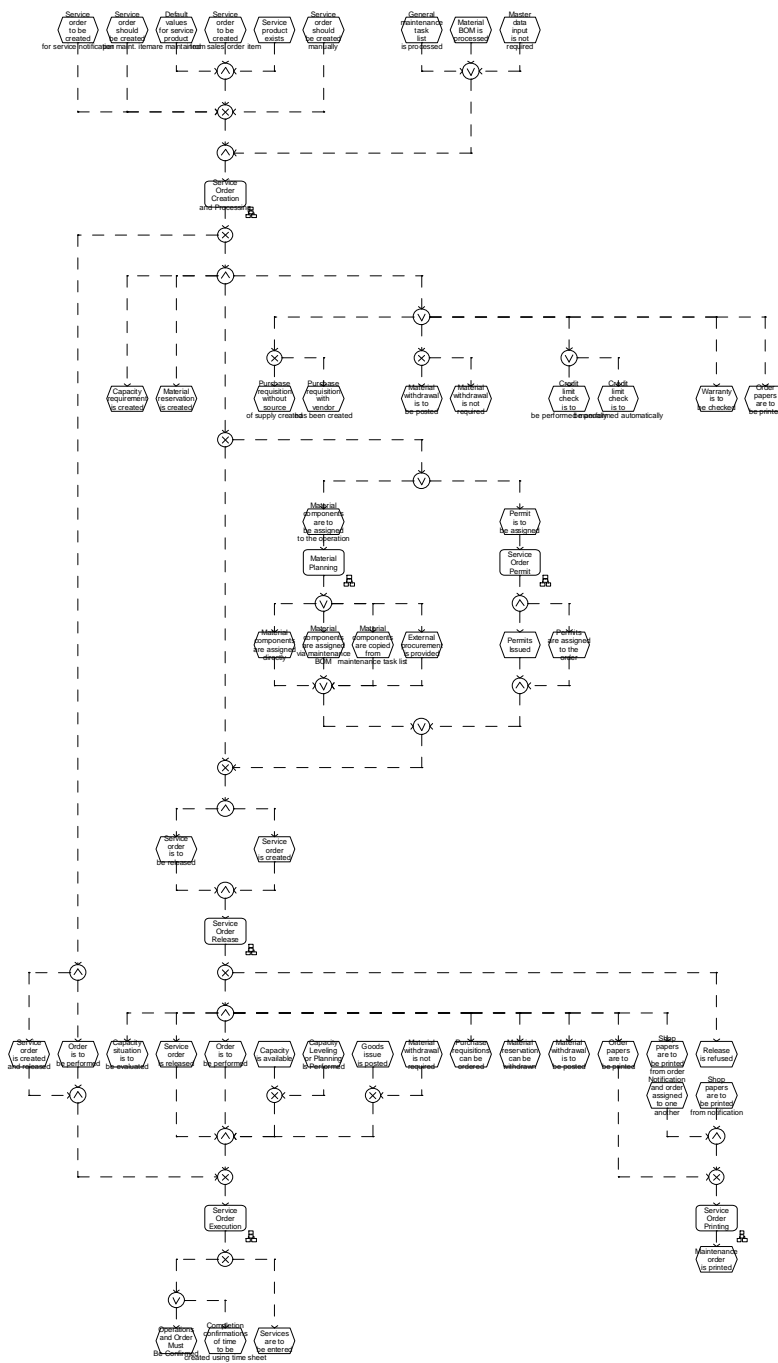 Service
order
to be
created
for service notification
Service
order
should
be created
per maint. item
Default
values
for service
product
are maintained
Service
order
to be
created
from sales order item
Service
product
exists
Service
order
should
be created
manually
General
maintenance
task
list
is processed
Material
BOM is
processed
Master
data
input
is not
required
Service
Order
Creation
and Processing
Capacity
requirement
is created
Material
reservation
is created
Purchase
requisition
without
source
of supply created
Purchase
requisition
with
vendor
has been created
Material
withdrawal
is to
be posted
Material
withdrawal
is not
required
Credit
limit
check
is to
be performed manually
Credit
limit
check
is to
be performed automatically
Warranty
is to
be checked
Order
papers
are to
be printed
Material
components
are to
be assigned
to the operation
Permit
is to
be assigned
Material
Planning
Service
Order
Permit
Material
components
are assigned
directly
Material
components
are assigned
via maintenance
BOM
Material
components
are copied
from
maintenance task list
External
procurement
is provided
Permits
Issued
Permits
are assigned
to the
order
Service
order
is to
be released
Service
order
is created
Service
Order
Release
Service
order
is created
and released
Order
is to
be performed
Capacity
situation
is to
be evaluated
Service
order
is released
Order
is to
be performed
Capacity
is available
Capacity
Leveling
or Planning
is Performed
Goods
issue
is posted
Material
withdrawal
is not
required
Purchase
requisitions
can be
ordered
Material
reservation
can be
withdrawn
Material
withdrawal
is to
be posted
Order
papers
are to
be printed
Shop
papers
are to
be printed
from order
Release
is refused
Notification
and order
assigned
to one
another
Shop
papers
are to
be printed
from notification
Service
Order
Execution
Service
Order
Printing
Maintenance
order
is printed
Operations
and Order
Must
Be Confirmed
Completion
confirmations
of time
to be
created using time sheet
Services
are to
be entered